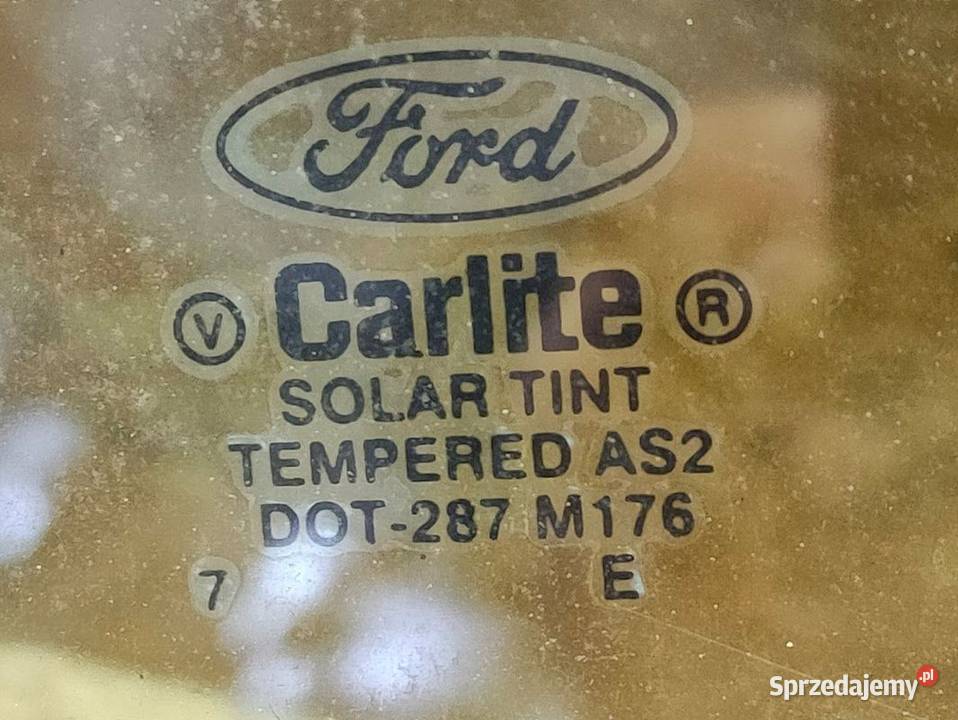 Ford
V Carlite R
SOLAR TINT
TEMPERED AS2
DOT-287 M176
7 E
Sprzedajemy.pl